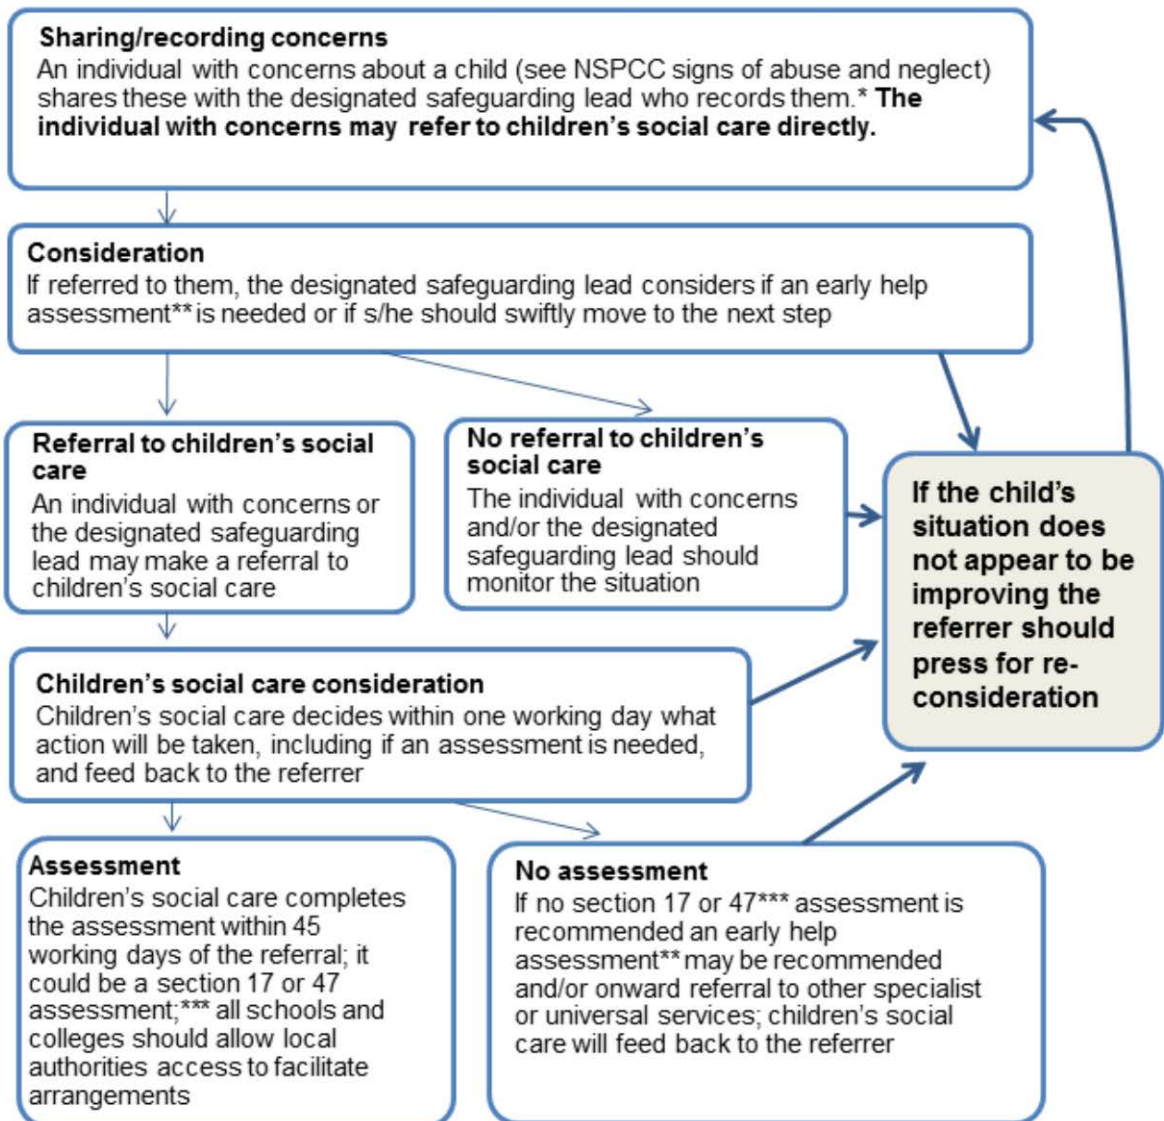 Sharing/recording concerns
An individual with concerns about a child (see NSPCC signs of abuse and neglect)
shares these with the designated safeguarding lead who records them.* The
individual with concerns may refer to children's social care directly.
Consideration
If referred to them, the designated safeguarding lead considers if an early help
assessment** is needed or if s/he should swiftly move to the next step
Referral to children's social
care
An individual with concerns or
the designated safeguarding
lead may make a referral to
children's social care
No referral to children's
social care
The individual with concerns
and/or the designated
safeguarding lead should
monitor the situation
If the child's
situation does
not appear to be
improving the
referrer should
press for re-
consideration
Children's social care consideration
Children's social care decides within one working day what
action will be taken, including if an assessment is needed,
and feed back to the referrer
Assessment
Children's social care completes
the assessment within 45
working days of the referral; it
could be a section 17 or 47
assessment;*** all schools and
colleges should allow local
authorities access to facilitate
arrangements
No assessment
If no section 17 or 47*** assessment is
recommended an early help
assessment** may be recommended
and/or onward referral to other specialist
or universal services; children's social
care will feed back to the referrer